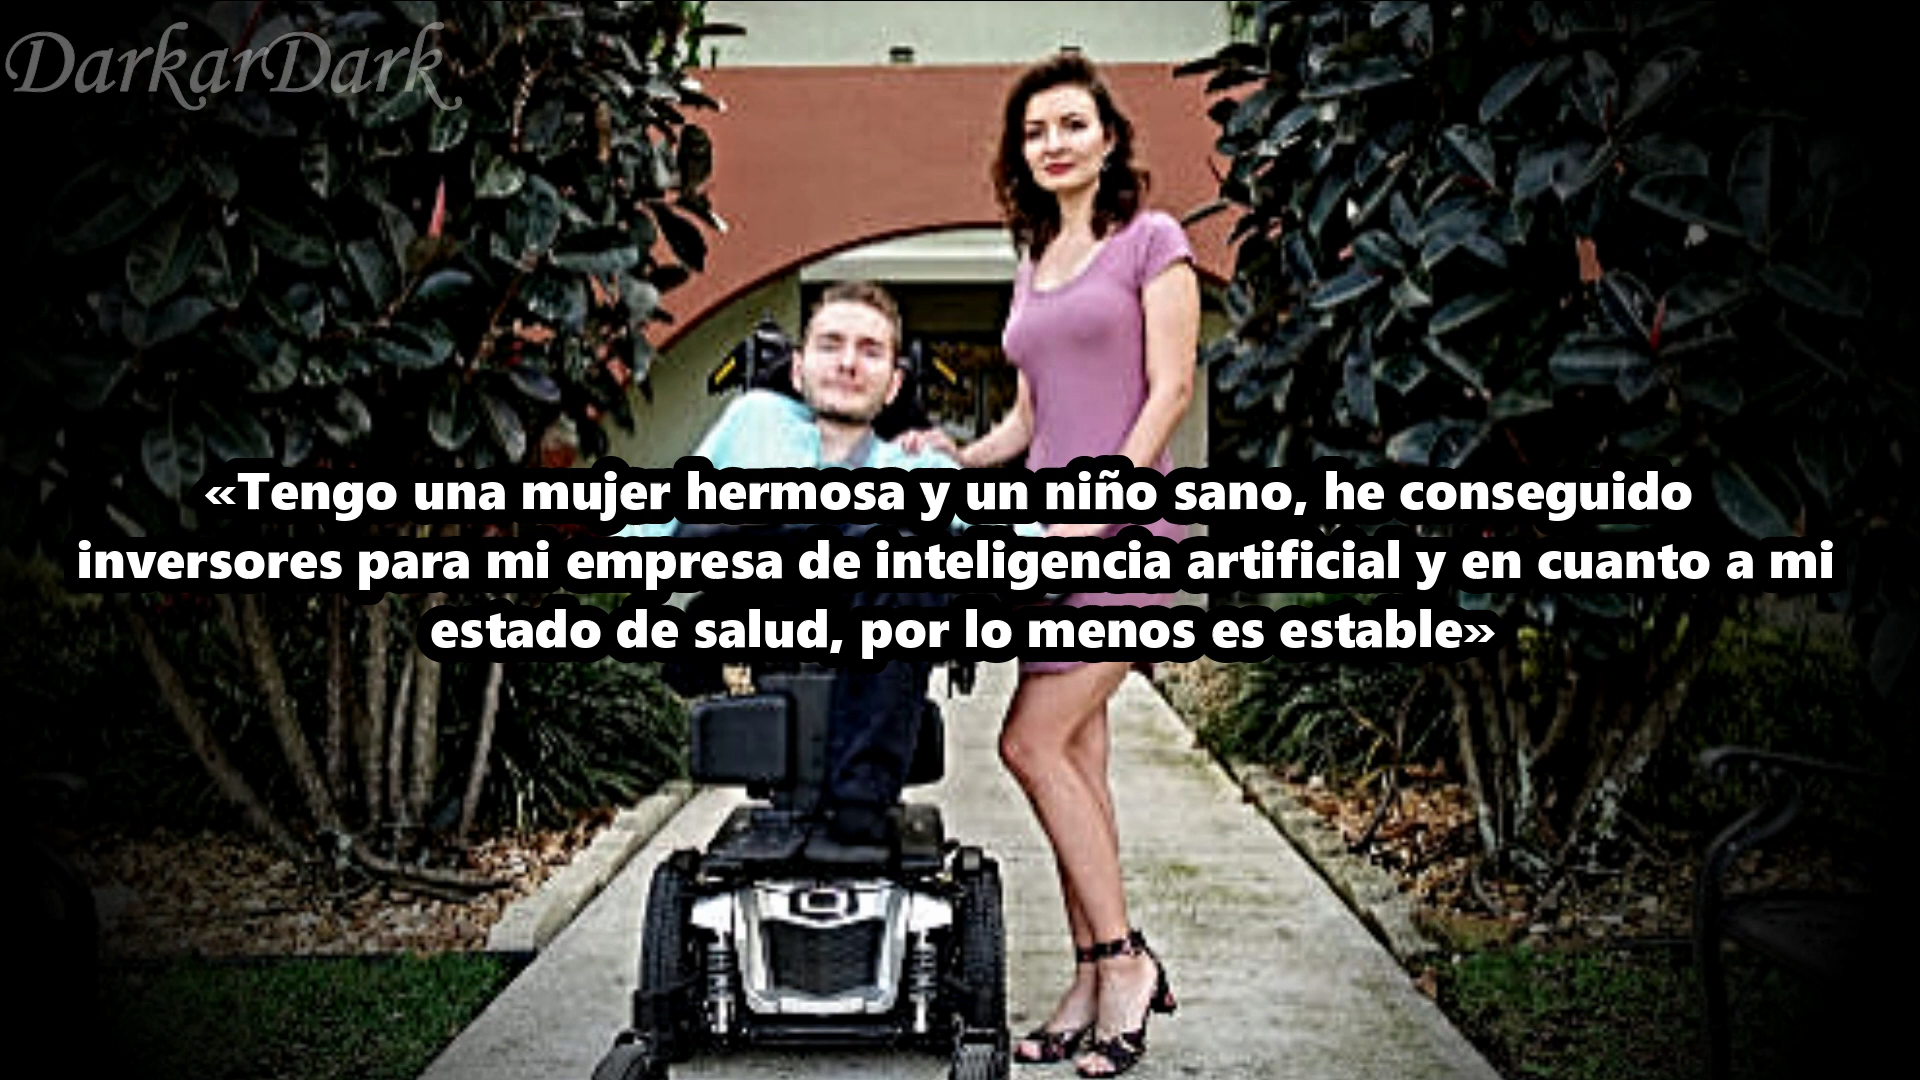 DarkarDark
«Tengo una mujer hermosa y un niño sano, he conseguido
inversores para mi empresa de inteligencia artificial y en cuanto a mi
estado de salud, por lo menos es estable»